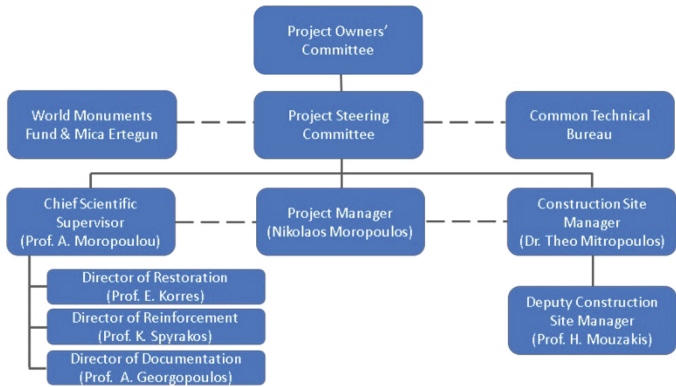 Project Owners'
Committee
World Monuments
Fund & Mica Ertegun
Project Steering
Committee
Common Technical
Bureau
Chief Scientific
Supervisor
(Prof. A. Moropoulou)
Project Manager
(Nikolaos Moropoulos)
Construction Site
Manager
(Dr. Theo Mitropoulos)
Director of Restoration
(Prof. E. Korres)
Director of Reinforcement
(Prof. K. Spyrakos)
Director of Documentation
(Prof. A. Georgopoulos)
Deputy Construction
Site Manager
(Prof. H. Mouzakis)